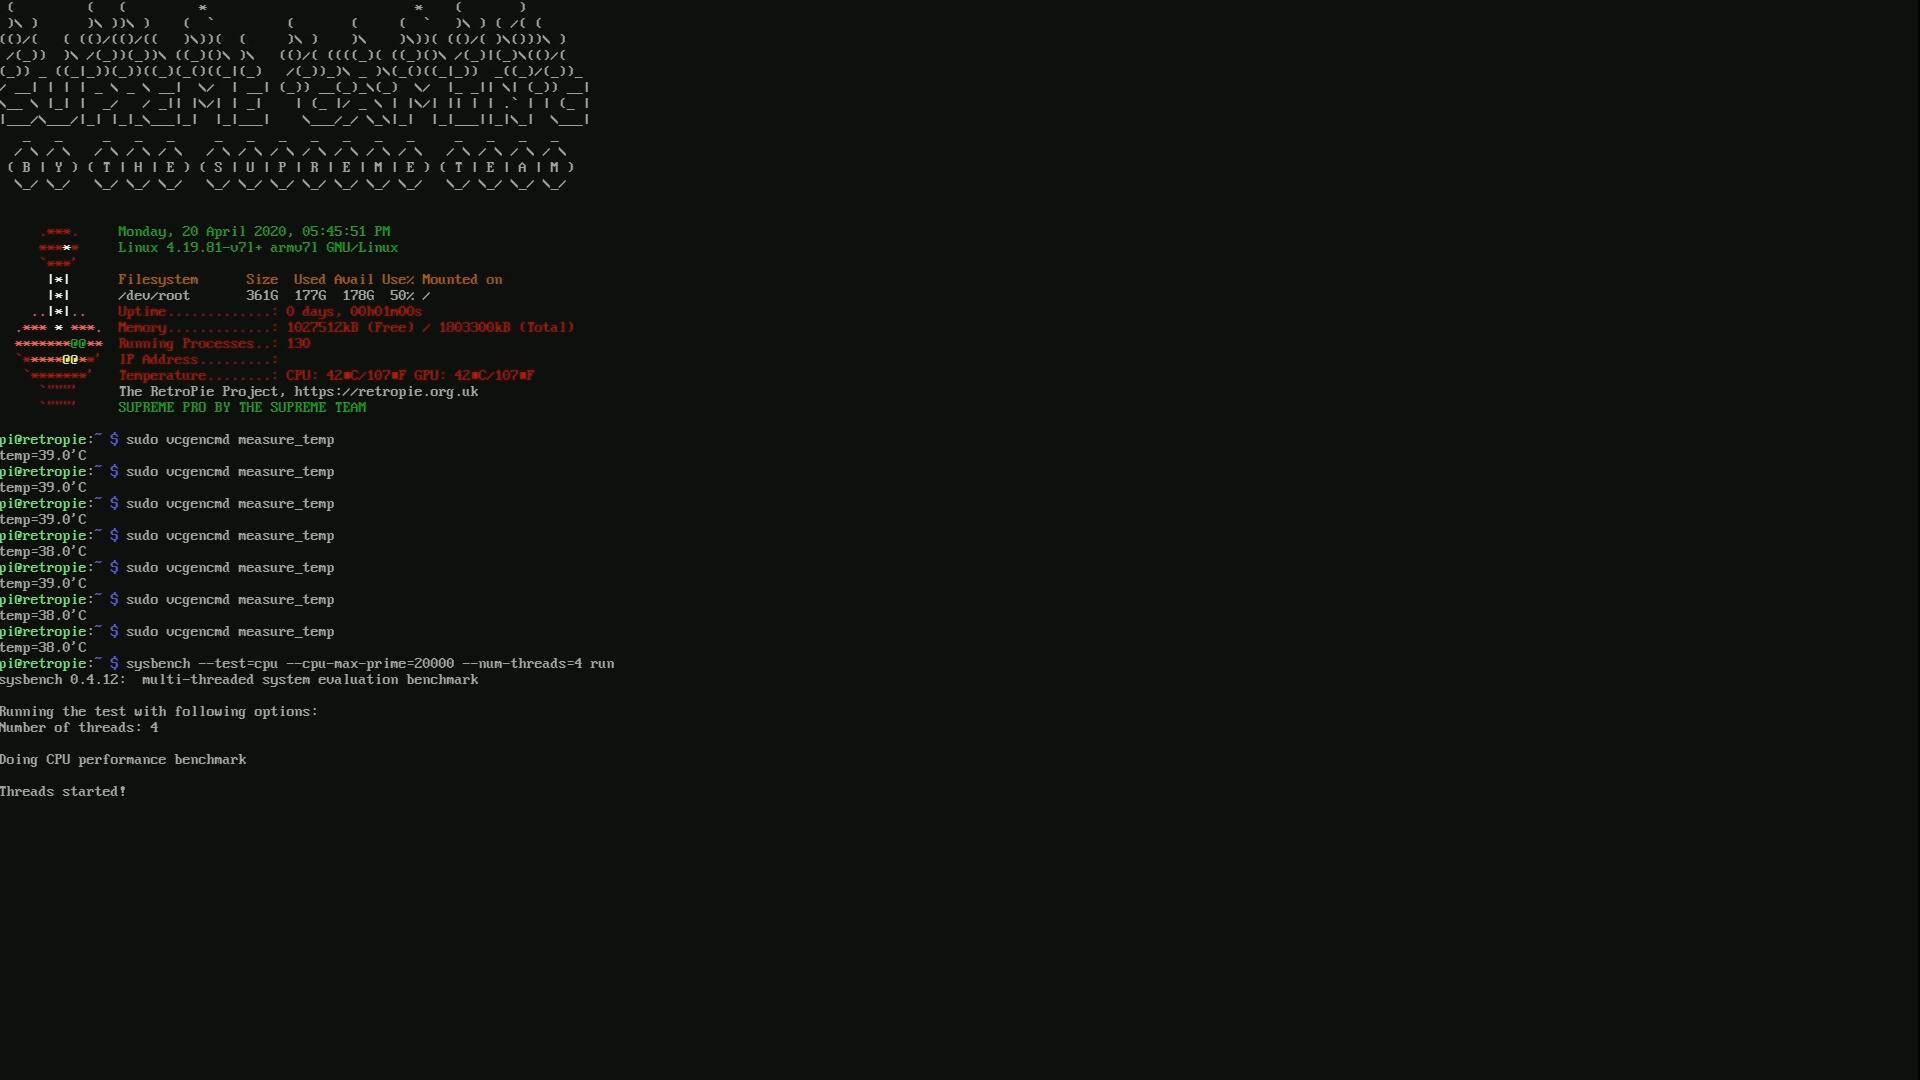 SUPREME GAMING
( B | Y ) ( T | H | E ) ( S | U | P | R | E | M | E ) ( T | E | A | M )
Monday, 20 April 2020, 05:45:51 PM
Linux 4.19.81-v7l+ armv7l GNU/Linux
Filesystem Size Used Avail Use% Mounted on
/dev/root 361G 177G 178G 50% /
Uptime.............: 0 days, 00h01m00s
Memory.............: 1027512kB (Free) / 1803300kB (Total)
Running Processes..: 130
IP Address.........:
Temperature........: CPU: 42■C/107■F GPU: 42■C/107■F
The RetroPie Project, https://retropie.org.uk
SUPREME PRO BY THE SUPREME TEAM
pi@retropie:~ $ sudo vcgencmd measure_temp
temp=39.0'C
pi@retropie:~ $ sudo vcgencmd measure_temp
temp=39.0'C
pi@retropie:~ $ sudo vcgencmd measure_temp
temp=39.0'C
pi@retropie:~ $ sudo vcgencmd measure_temp
temp=38.0'C
pi@retropie:~ $ sudo vcgencmd measure_temp
temp=39.0'C
pi@retropie:~ $ sudo vcgencmd measure_temp
temp=38.0'C
pi@retropie:~ $ sudo vcgencmd measure_temp
temp=38.0'C
pi@retropie:~ $ sysbench --test=cpu --cpu-max-prime=20000 --num-threads=4 run
sysbench 0.4.12:  multi-threaded system evaluation benchmark
Running the test with following options:
Number of threads: 4
Doing CPU performance benchmark
Threads started!